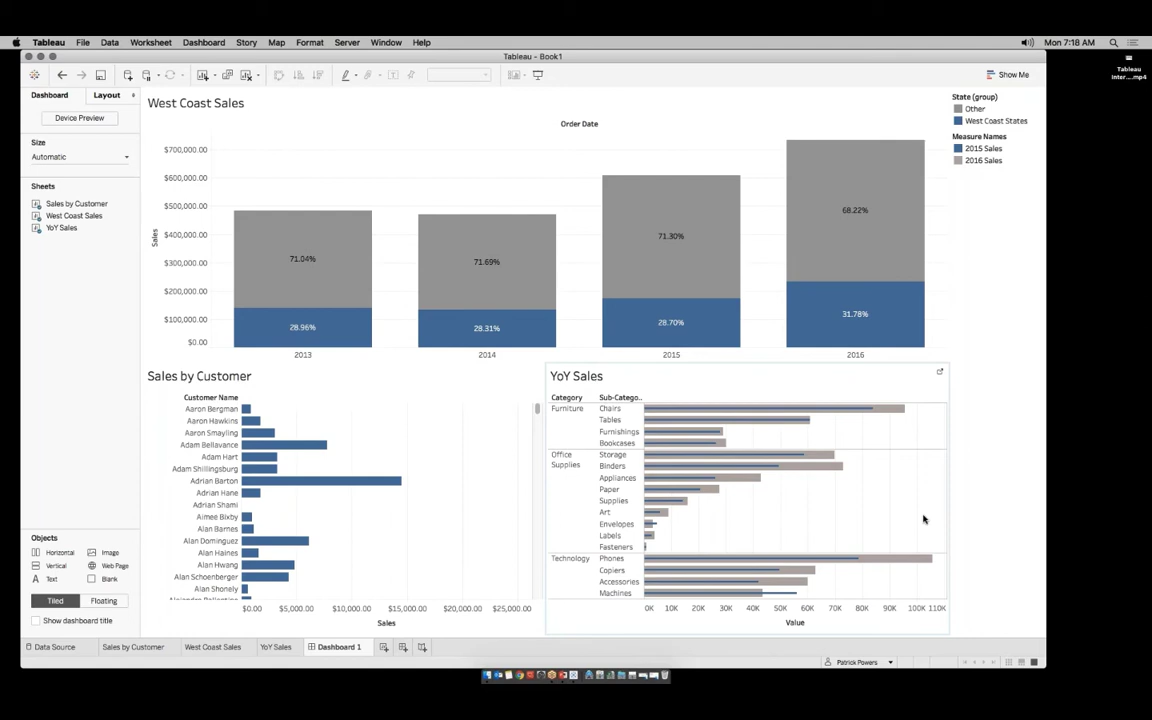 Tableau File Data Worksheet Dashboard Story Map Format Server Window Help Mon 7:18 AM
Tableau - Book1
Tableau
Inter....mp4
Show Me
Dashboard Layout
Device Preview
Size
Automatic
Sheets
Sales by Customer
West Coast Sales
YoY Sales
Objects
Horizontal Image
Vertical Web Page
Text Blank
Tiled Floating
Show dashboard title
West Coast Sales
Order Date
Sales
$700,000.00
$600,000.00
$500,000.00
$400,000.00
$300,000.00
$200,000.00
$100,000.00
$0.00
71.04% 71.69% 71.30% 68.22%
28.96% 28.31% 28.70% 31.78%
2013 2014 2015 2016
State (group)
Other
West Coast States
Measure Names
2015 Sales
2016 Sales
Sales by Customer
Customer Name
Aaron Bergman
Aaron Hawkins
Aaron Smayling
Adam Bellavance
Adam Hart
Adam Shillingsburg
Adrian Barton
Adrian Hane
Adrian Shami
Aimee Bixby
Alan Barnes
Alan Dominguez
Alan Haines
Alan Hwang
Alan Schoenberger
Alan Shonely
$0.00 $5,000.00 $10,000.00 $15,000.00 $20,000.00 $25,000.00
Sales
YoY Sales
Category Sub-Catego..
Furniture Chairs
Tables
Furnishings
Bookcases
Office Supplies Storage
Binders
Appliances
Paper
Supplies
Art
Envelopes
Labels
Fasteners
Technology Phones
Copiers
Accessories
Machines
0K 10K 20K 30K 40K 50K 60K 70K 80K 90K 100K 110K
Value
Data Source Sales by Customer West Coast Sales YoY Sales Dashboard 1
Patrick Powers